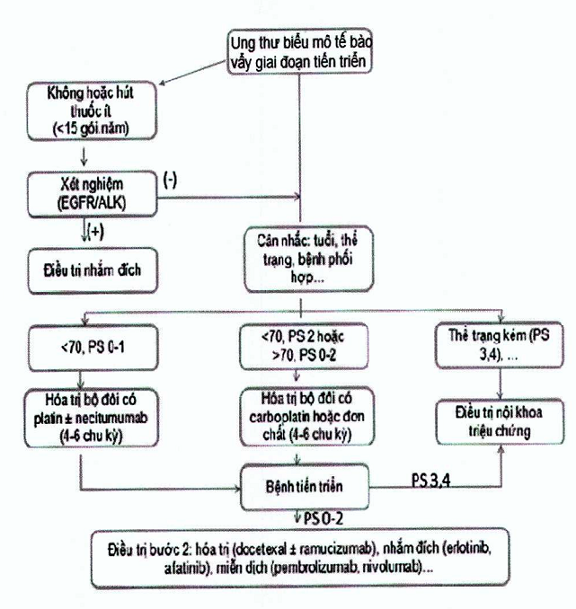 Ung thư biểu mô tế bào
vẩy giai đoạn tiến triển
Không hoặc hút
thuốc ít
(<15 gói.năm)
Xét nghiệm
(EGFR/ALK)
(-)
(+)
Điều trị nhắm đích
Cân nhắc: tuổi, thể
trạng, bệnh phối
hợp...
<70, PS 0-1
<70, PS 2 hoặc
>70, PS 0-2
Thể trạng kém (PS
3,4), ...
Hóa trị bộ đôi có
platin ± necitumumab
(4-6 chu kỳ)
Hóa trị bộ đôi có
carboplatin hoặc đơn
chất (4-6 chu kỳ)
Điều trị nội khoa
triệu chứng
Bệnh tiến triển
PS 3,4
PS 0-2
Điều trị bước 2: hóa trị (docetexal ± ramucizumab), nhắm đích (erlotinib,
afatinib), miễn dịch (pembrolizumab, nivolumab)...